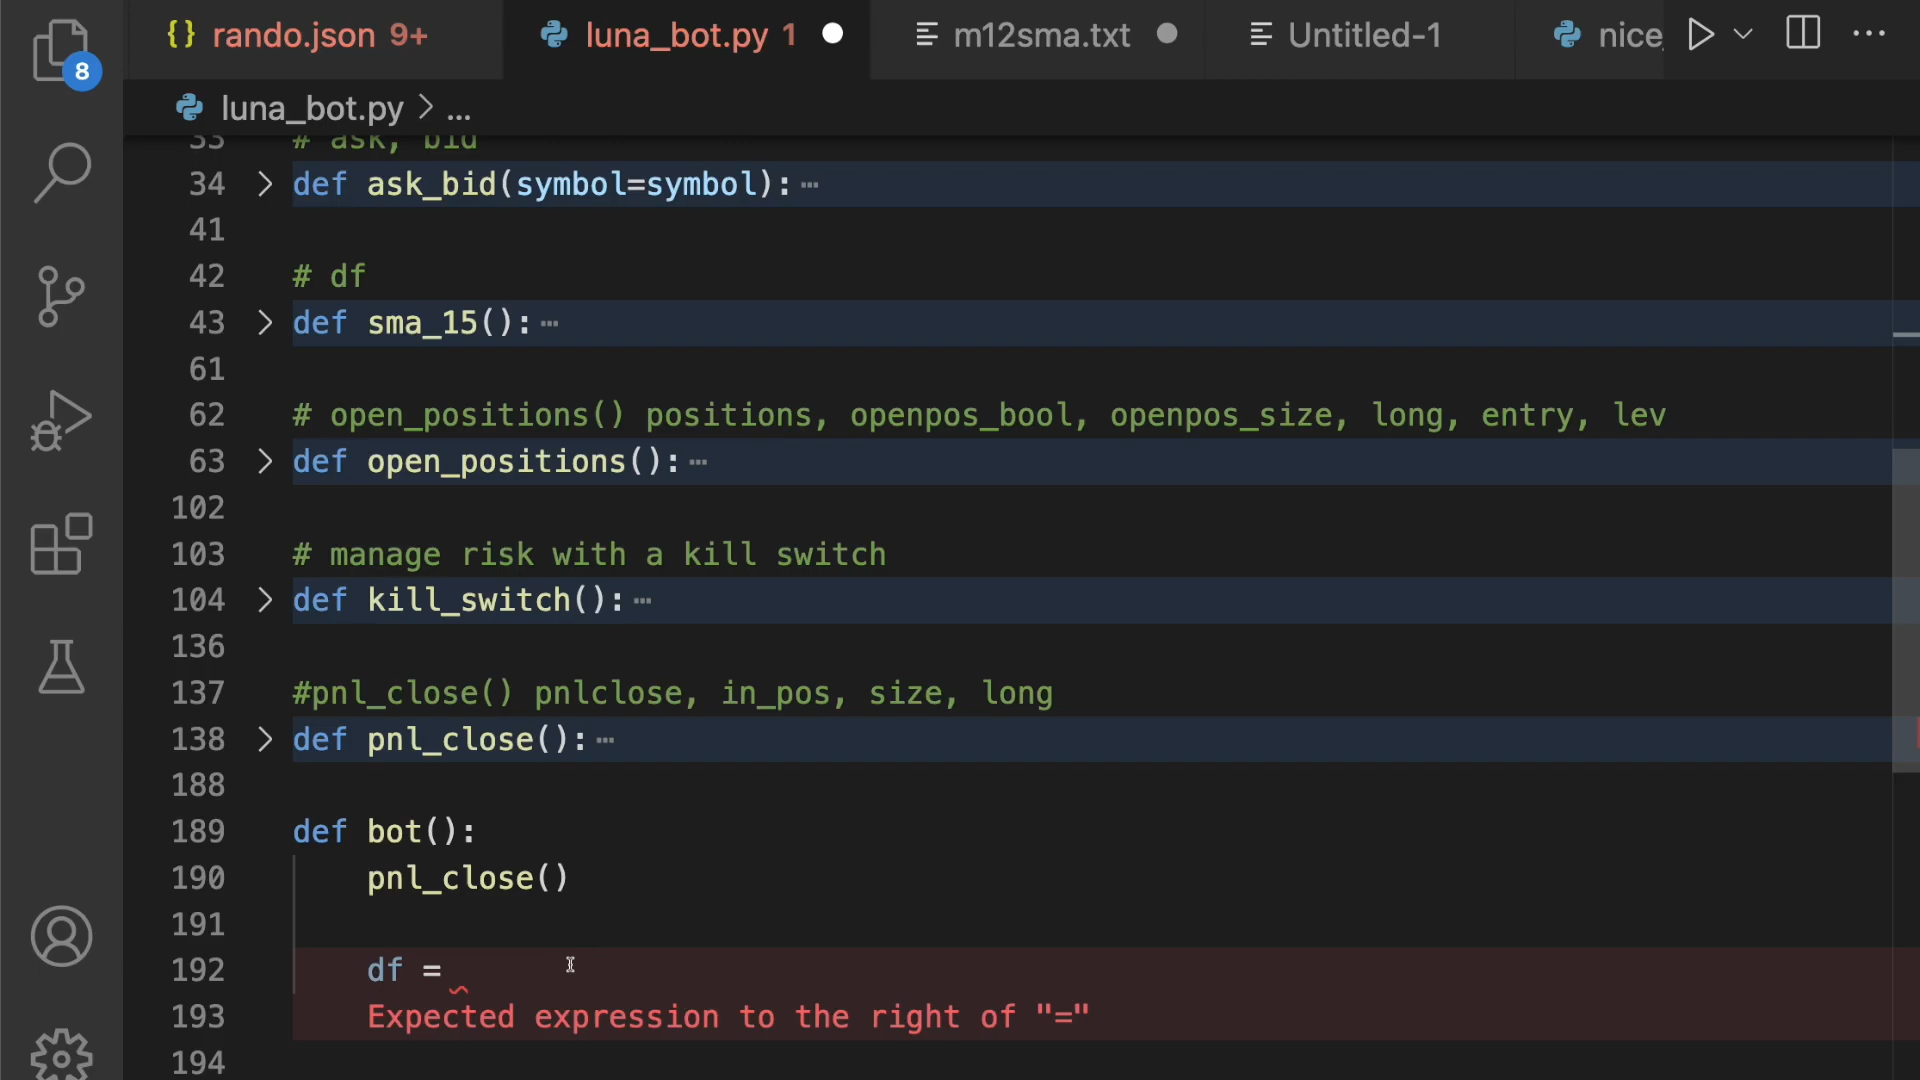 {} rando.json 9+ luna_bot.py 1 m12sma.txt Untitled-1 nice
8
luna_bot.py > ...
33 # ask, bid
34 > def ask_bid(symbol=symbol): ⋯
41
42 # df
43 > def sma_15(): ⋯
61
62 # open_positions() positions, openpos_bool, openpos_size, long, entry, lev
63 > def open_positions(): ⋯
102
103 # manage risk with a kill switch
104 > def kill_switch(): ⋯
136
137 #pnl_close() pnlclose, in_pos, size, long
138 > def pnl_close(): ⋯
188
189 def bot():
190 pnl_close()
191
192 df =
193 Expected expression to the right of "="
194